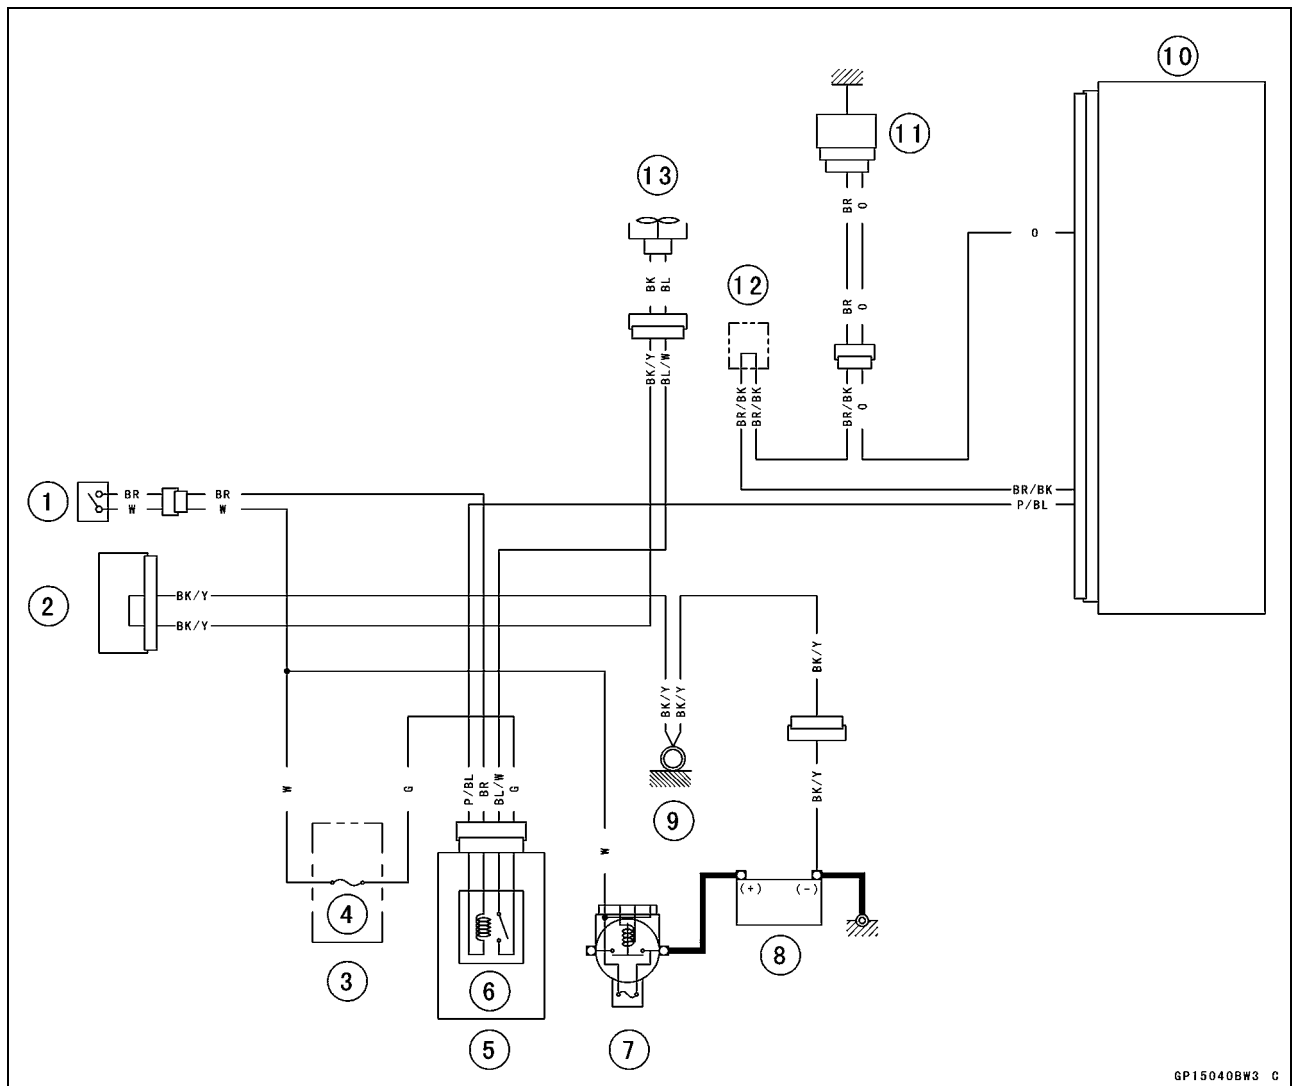 10
11
13
BR O
O
12
BK BL
BR O
BK/Y BL/W
BR/BK BR/BK
BR/BK O
1
BR BR
W W
BR/BK
P/BL
2
BK/Y
BK/Y
BK/Y
BK/Y BK/Y
W
G
P/BL BR BL/W G
BK/Y
9
W
(+) (-)
4
8
3
6
5
7
GP15040BW3 C